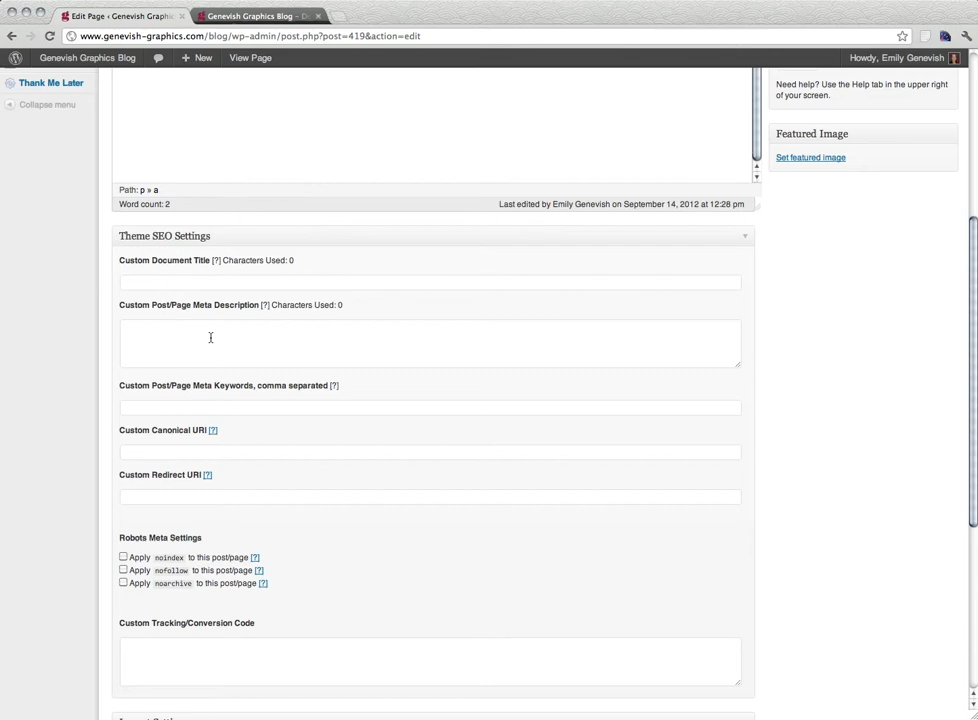 Edit Page ‹ Genevish Graphic
Genevish Graphics Blog – D
www.genevish-graphics.com/blog/wp-admin/post.php?post=419&action=edit
Genevish Graphics Blog
+ New
View Page
Howdy, Emily Genevish
Thank Me Later
Collapse menu
Need help? Use the Help tab in the upper right
of your screen.
Featured Image
Set featured image
Path: p » a
Word count: 2
Last edited by Emily Genevish on September 14, 2012 at 12:28 pm
Theme SEO Settings
Custom Document Title [?] Characters Used: 0
Custom Post/Page Meta Description [?] Characters Used: 0
Custom Post/Page Meta Keywords, comma separated [?]
Custom Canonical URI [?]
Custom Redirect URI [?]
Robots Meta Settings
Apply noindex to this post/page [?]
Apply nofollow to this post/page [?]
Apply noarchive to this post/page [?]
Custom Tracking/Conversion Code